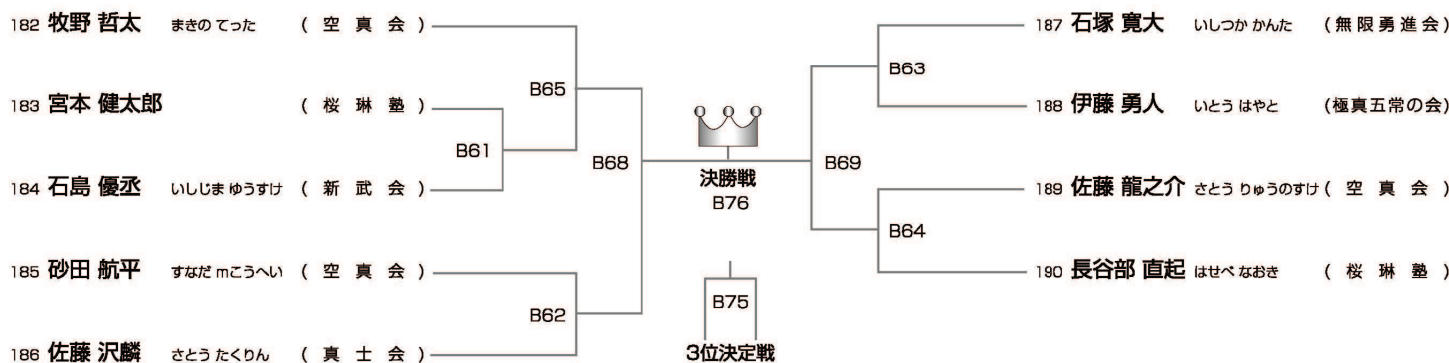 182 牧野 哲太 まきの てった ( 空 真 会 )
183 宮本 健太郎 ( 桜 琳 塾 )
184 石島 優丞 いしじま ゆうすけ ( 新 武 会 )
185 砂田 航平 すなだ mこうへい ( 空 真 会 )
186 佐藤 沢麟 さとう たくりん ( 真 士 会 )
B65
B61
B68
B62
決勝戦
B76
B75
3位決定戦
B63
B69
B64
187 石塚 寛大 いしつか かんた (無限勇進会)
188 伊藤 勇人 いとう はやと (極真五常の会)
189 佐藤 龍之介 さとう りゅうのすけ ( 空 真 会 )
190 長谷部 直起 はせべ なおき ( 桜 琳 塾 )